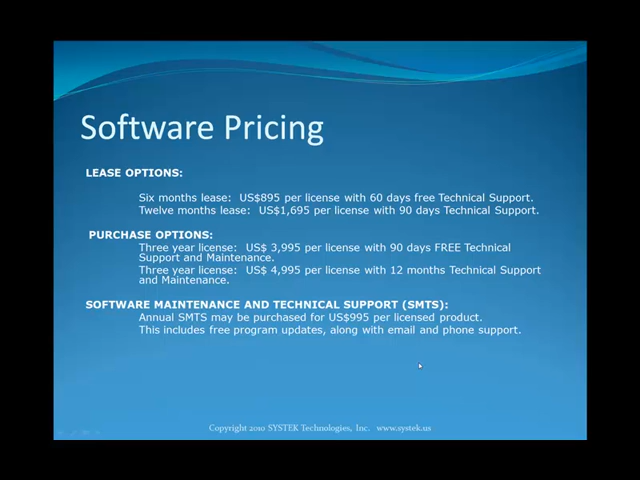 Software Pricing
LEASE OPTIONS:
Six months lease:  US$895 per license with 60 days free Technical Support.
Twelve months lease:  US$1,695 per license with 90 days Technical Support.
PURCHASE OPTIONS:
Three year license:  US$ 3,995 per license with 90 days FREE Technical
Support and Maintenance.
Three year license:  US$ 4,995 per license with 12 months Technical Support
and Maintenance.
SOFTWARE MAINTENANCE AND TECHNICAL SUPPORT (SMTS):
Annual SMTS may be purchased for US$995 per licensed product.
This includes free program updates, along with email and phone support.
Copyright 2010 SYSTEK Technologies, Inc.   www.systek.us